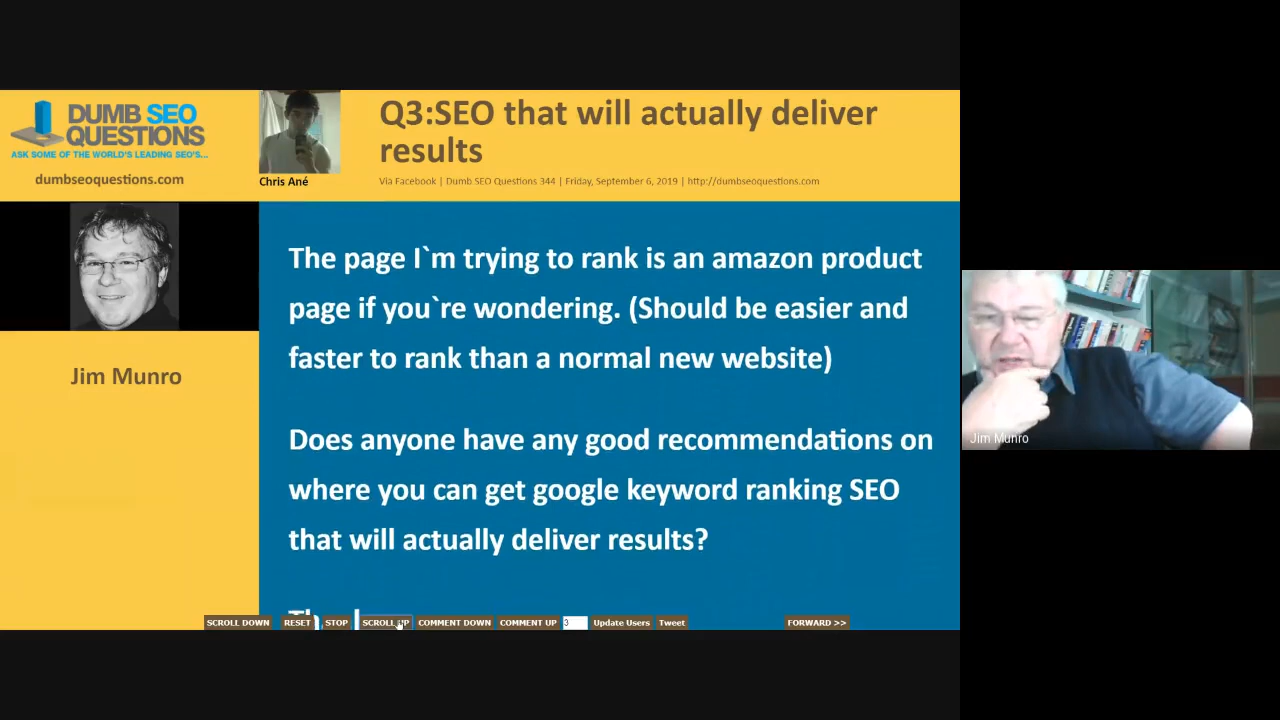 DUMB SEO
QUESTIONS
ASK SOME OF THE WORLD'S LEADING SEO'S...
dumbseoquestions.com
Chris Ané
Q3:SEO that will actually deliver
results
Via Facebook | Dumb SEO Questions 344 | Friday, September 6, 2019 | http://dumbseoquestions.com
Jim Munro
The page I`m trying to rank is an amazon product
page if you`re wondering. (Should be easier and
faster to rank than a normal new website)
Does anyone have any good recommendations on
where you can get google keyword ranking SEO
that will actually deliver results?
SCROLL DOWN RESET STOP SCROLL UP COMMENT DOWN COMMENT UP 3 Update Users Tweet FORWARD >>
Jim Munro